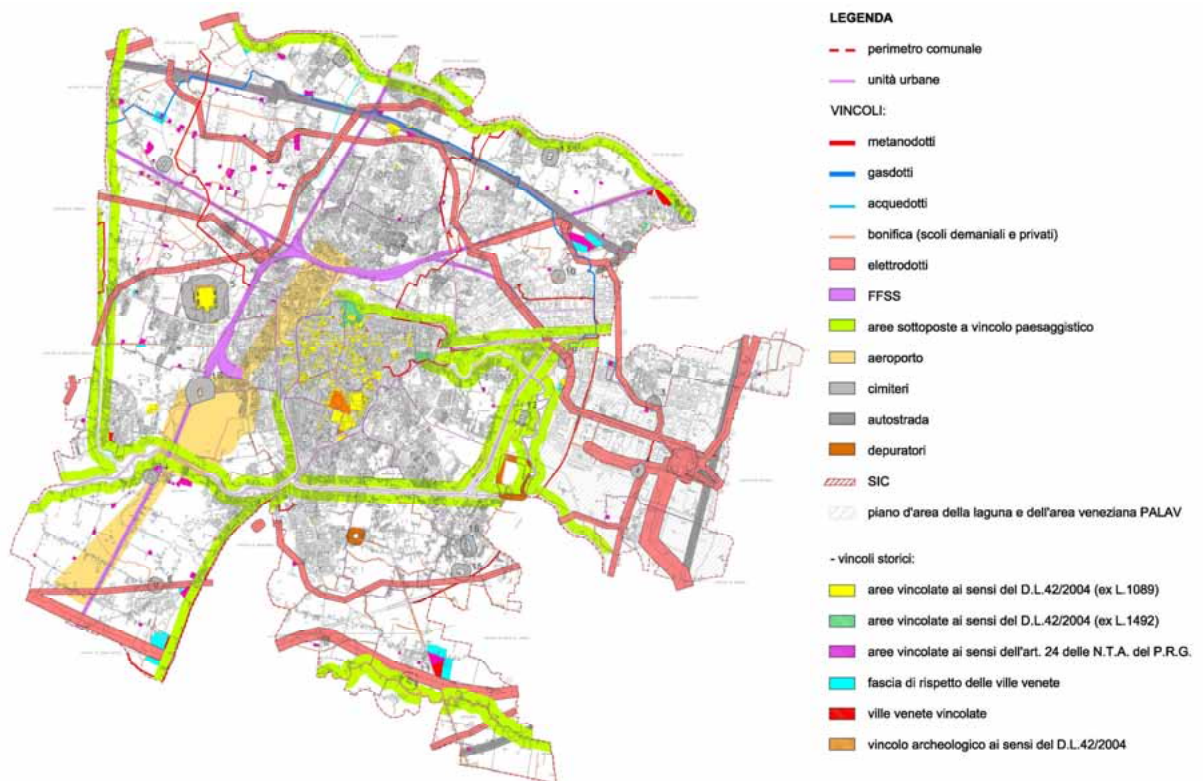 LEGENDA
perimetro comunale
unità urbane
VINCOLI:
metanodotti
gasdotti
acquedotti
bonifica (scoli demaniali e privati)
elettrodotti
FFSS
aree sottoposte a vincolo paesaggistico
aeroporto
cimiteri
autostrada
depuratori
SIC
piano d'area della laguna e dell'area veneziana PALAV
- vincoli storici:
aree vincolate ai sensi del D.L.42/2004 (ex L.1089)
aree vincolate ai sensi del D.L.42/2004 (ex L.1492)
aree vincolate ai sensi dell'art. 24 delle N.T.A. del P.R.G.
fascia di rispetto delle ville venete
ville venete vincolate
vincolo archeologico ai sensi del D.L.42/2004